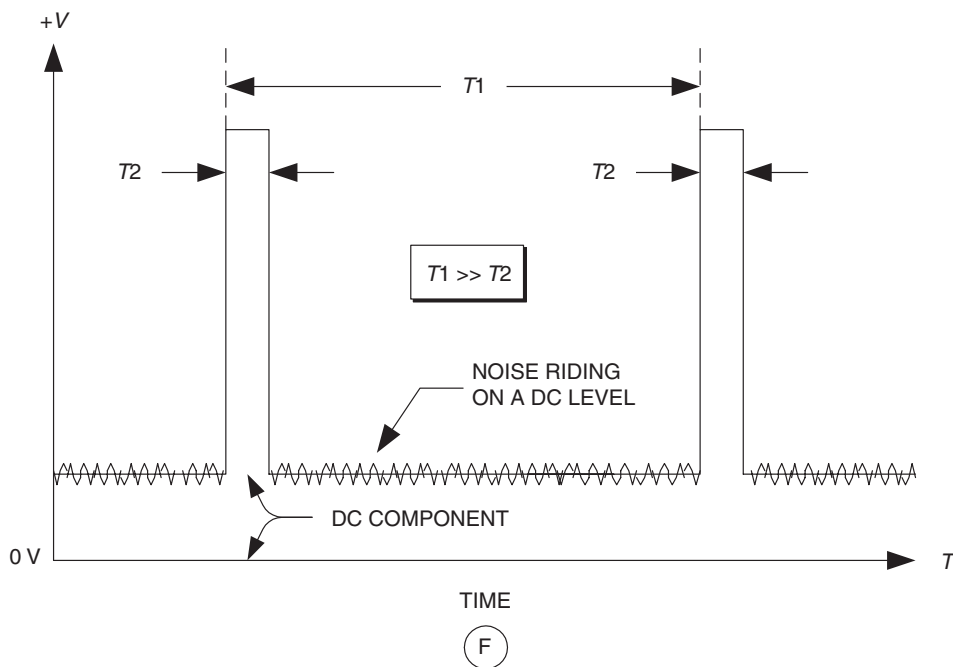 +V
T1
T2
T2
T1 >> T2
NOISE RIDING
ON A DC LEVEL
DC COMPONENT
0 V
T
TIME
F